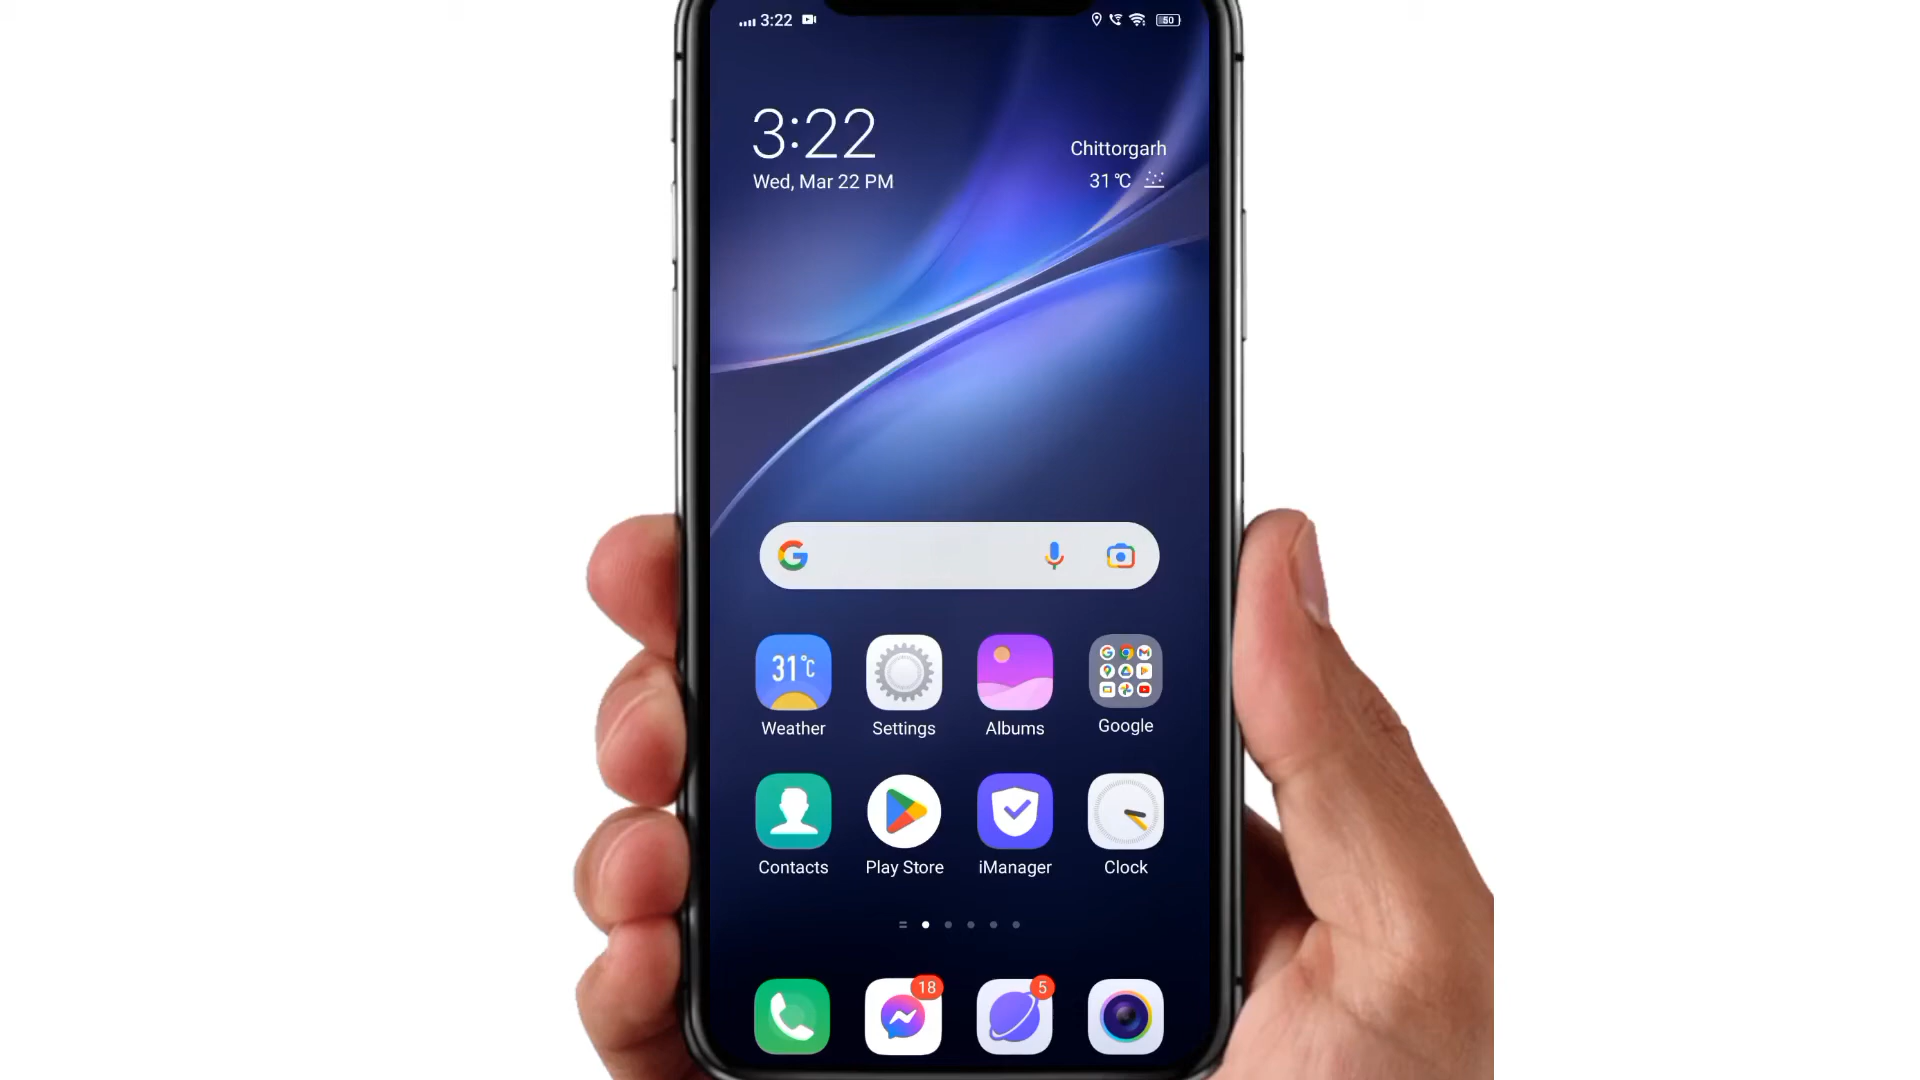 3:22
50
3:22
Wed, Mar 22 PM
Chittorgarh
31°C
31°C
Weather
Settings
Albums
Google
Contacts
Play Store
iManager
Clock
18
5